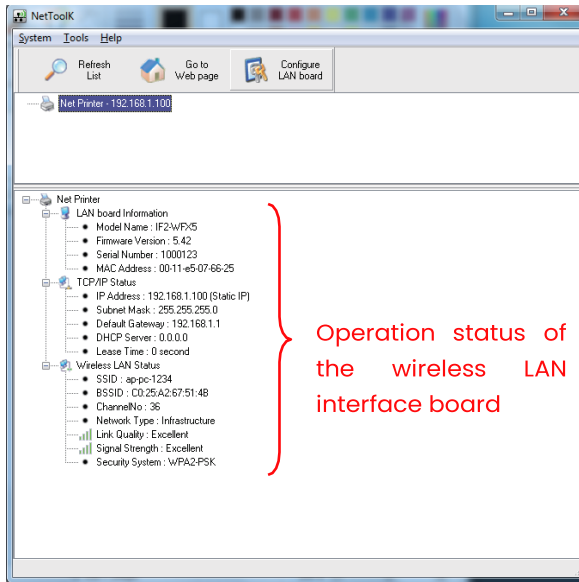 NetToolK
System Tools Help
Refresh
List
Go to
Web page
Configure
LAN board
Net Printer - 192.168.1.100
Net Printer
LAN board Information
Model Name : IF2-WFX5
Firmware Version : 5.42
Serial Number : 1000123
MAC Address : 00-11-e5-07-66-25
TCP/IP Status
IP Address : 192.168.1.100 (Static IP)
Subnet Mask : 255.255.255.0
Default Gateway : 192.168.1.1
DHCP Server : 0.0.0.0
Lease Time : 0 second
Wireless LAN Status
SSID : ap-pc-1234
BSSID : C0:25:A2:67:51:4B
ChannelNo : 36
Network Type : Infrastructure
Link Quality : Excellent
Signal Strength : Excellent
Security System : WPA2-PSK
Operation status of
the wireless LAN
interface board